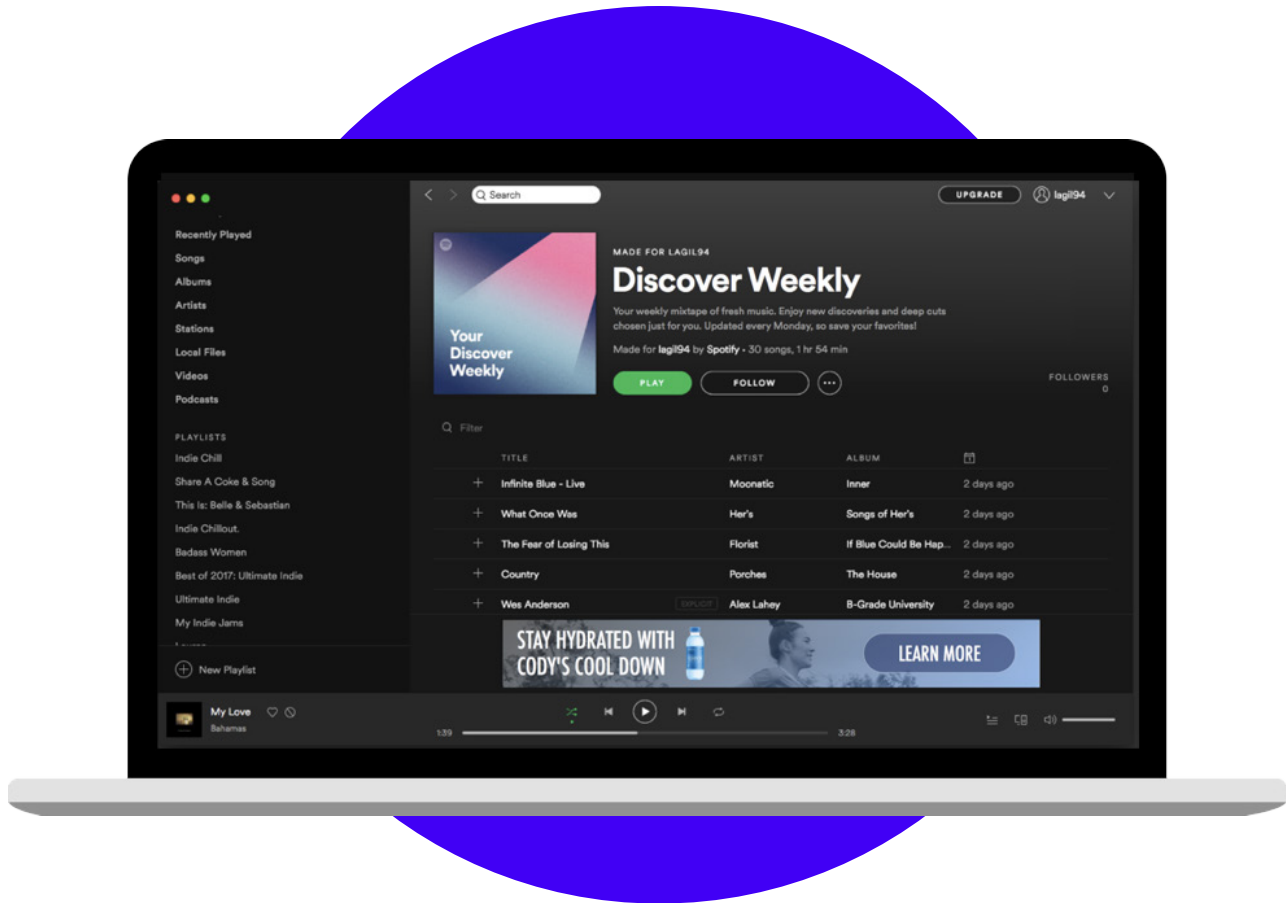 Search
UPGRADE
lagil94
Recently Played
Songs
Albums
Artists
Stations
Local Files
Videos
Podcasts
PLAYLISTS
Indie Chill
Share A Coke & Song
This Is: Belle & Sebastian
Indie Chillout.
Badass Women
Best of 2017: Ultimate Indie
Ultimate Indie
My Indie Jams
New Playlist
Your
Discover
Weekly
MADE FOR LAGIL94
Discover Weekly
Your weekly mixtape of fresh music. Enjoy new discoveries and deep cuts
chosen just for you. Updated every Monday, so save your favorites!
Made for lagil94 by Spotify • 30 songs, 1 hr 54 min
PLAY
FOLLOW
FOLLOWERS
0
Filter
TITLE ARTIST ALBUM
Infinite Blue - Live Moonatic Inner 2 days ago
What Once Was Her's Songs of Her's 2 days ago
The Fear of Losing This Florist If Blue Could Be Hap... 2 days ago
Country Porches The House 2 days ago
Wes Anderson EXPLICIT Alex Lahey B-Grade University 2 days ago
STAY HYDRATED WITH
CODY'S COOL DOWN
LEARN MORE
My Love
Bahamas
1:39
3:28